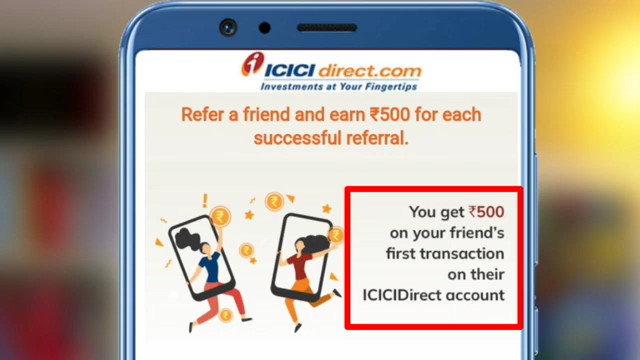 ICICI direct.com
Investments at Your Fingertips
Refer a friend and earn ₹500 for each
successful referral.
You get ₹500
on your friend's
first transaction
on their
ICICIDirect account